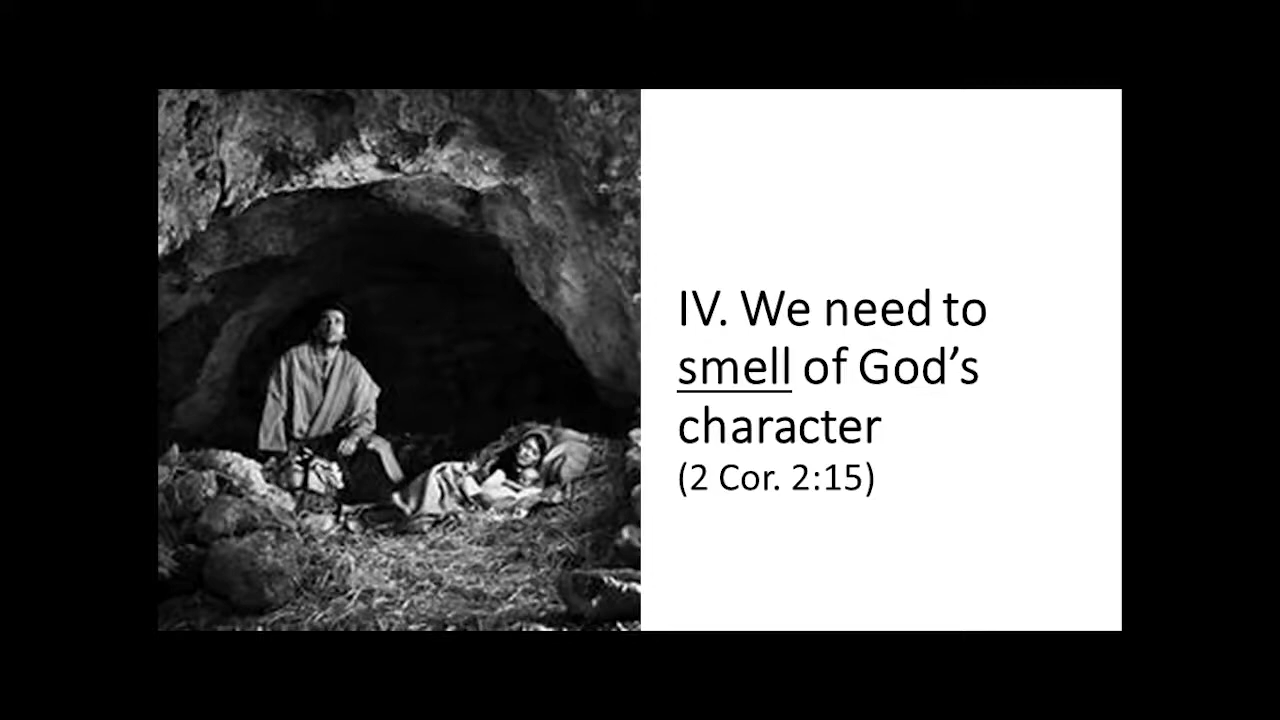 IV. We need to
smell of God’s
character
(2 Cor. 2:15)